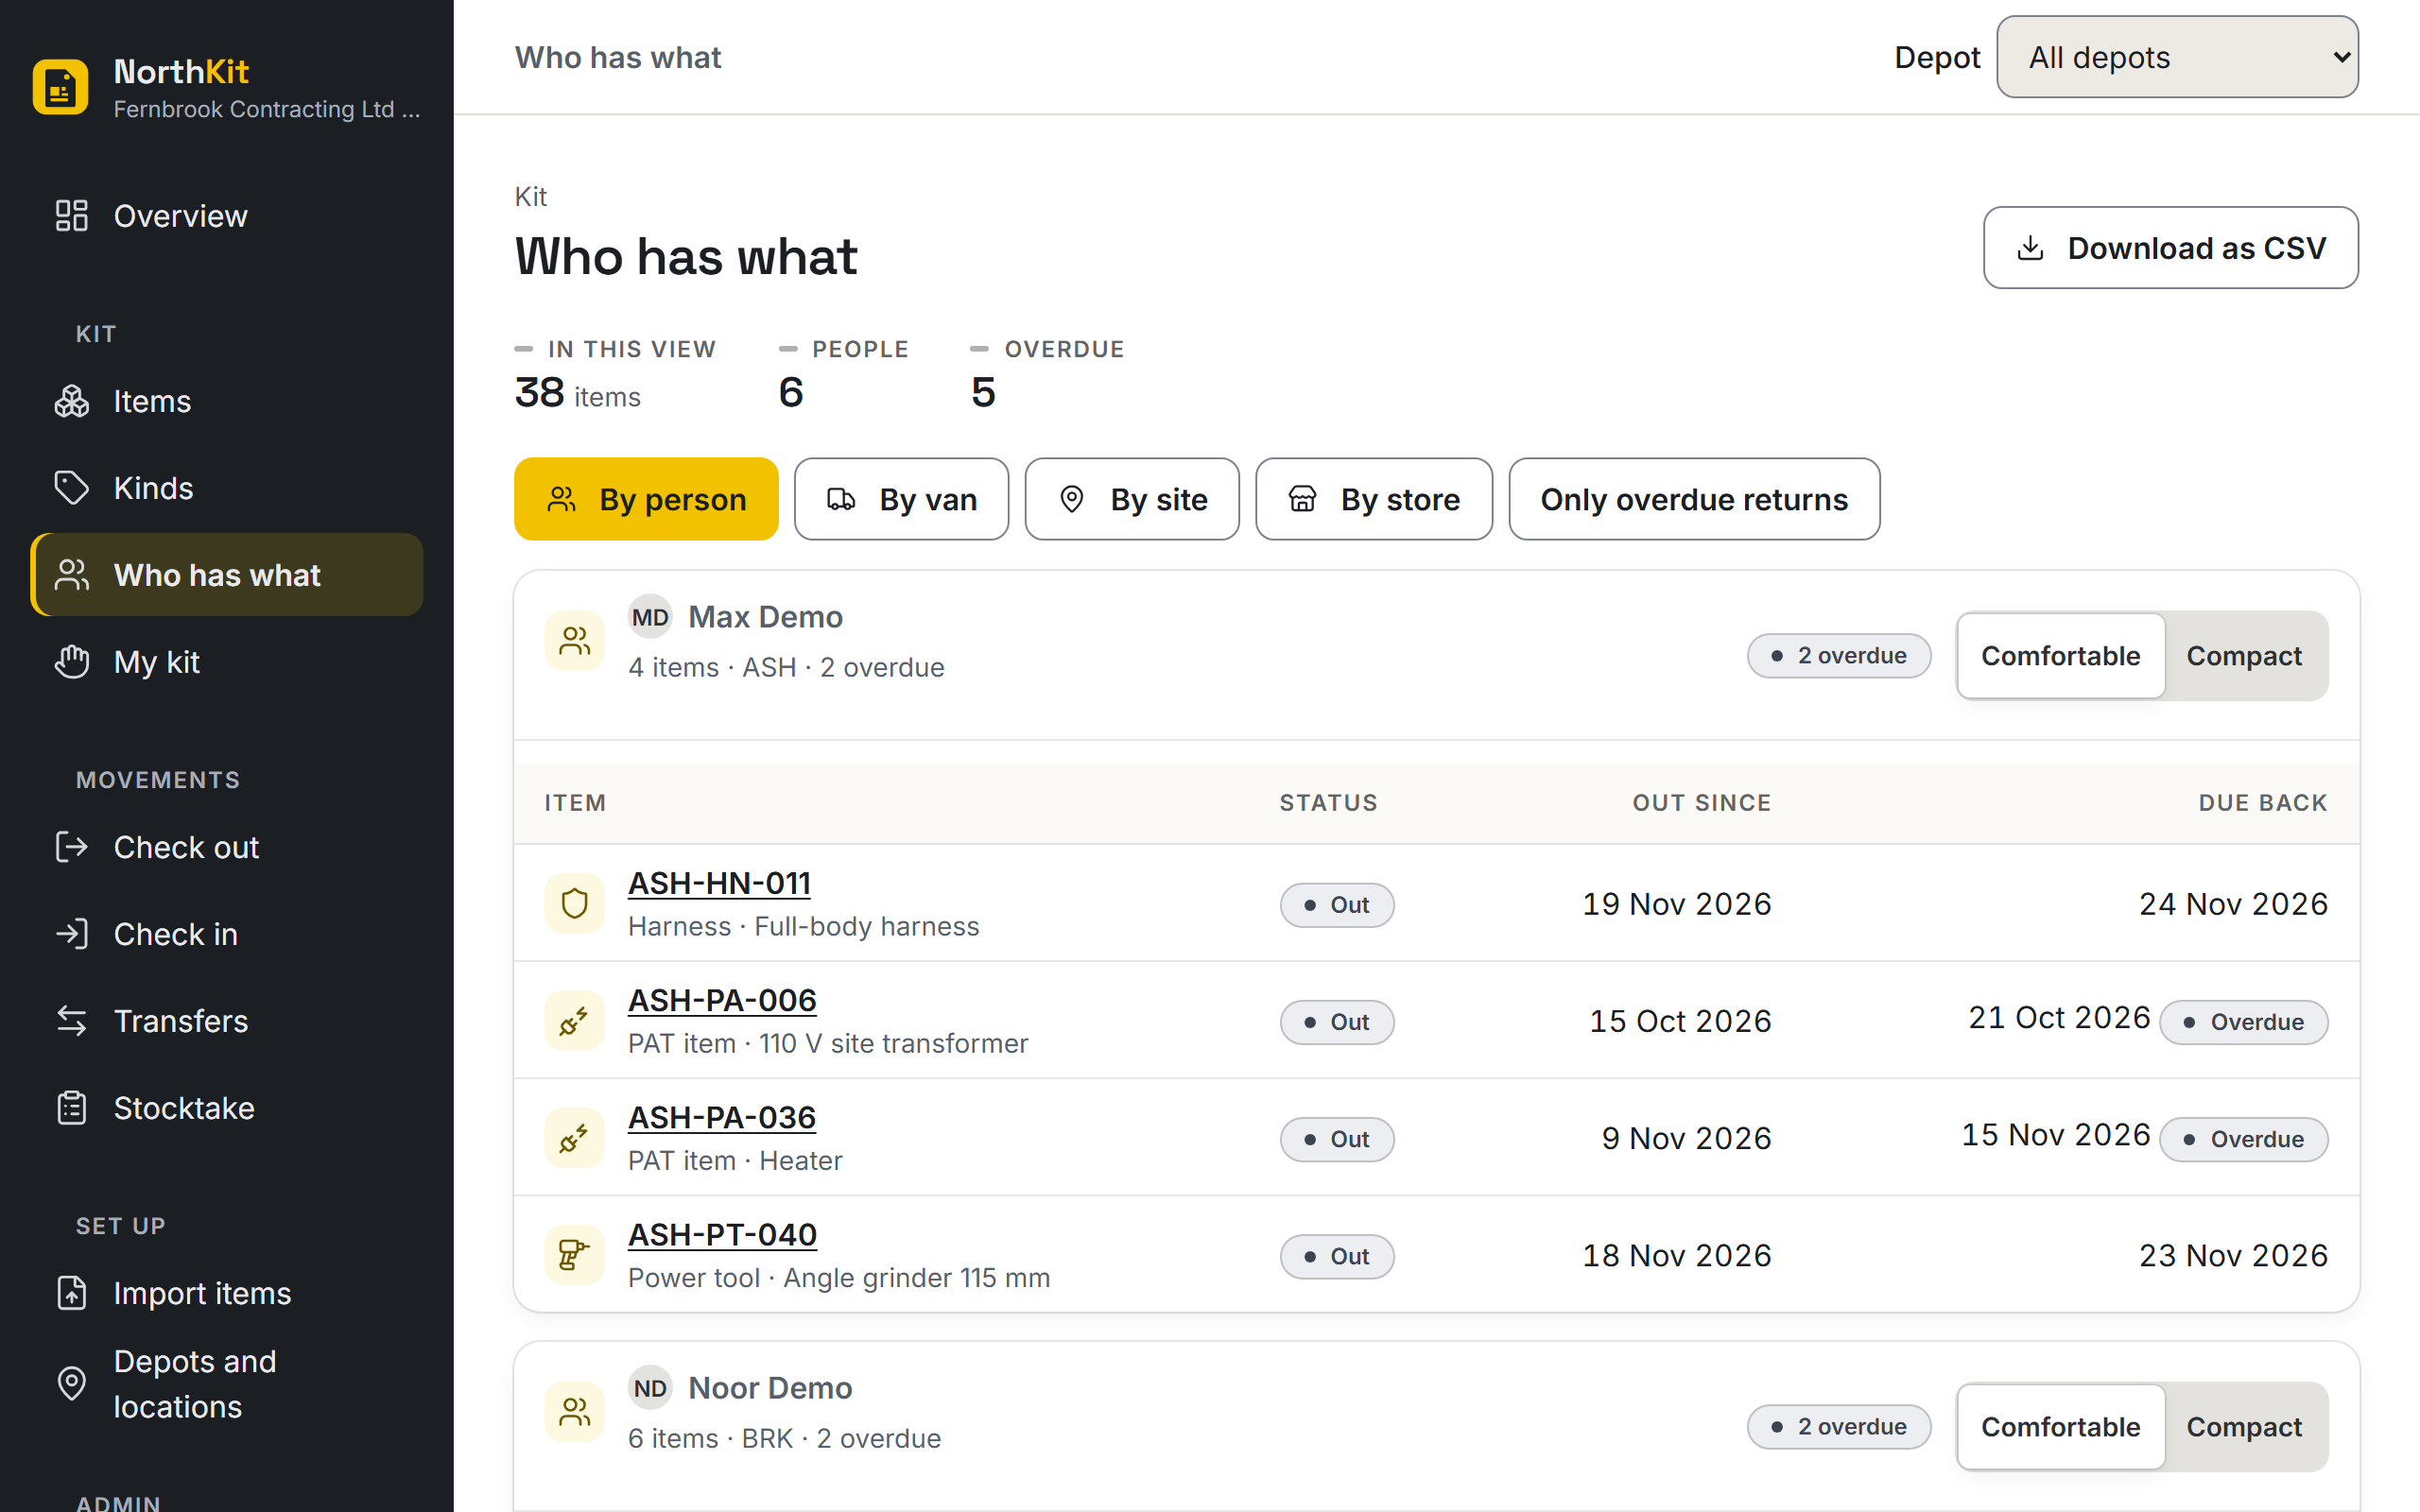 NorthKit
Fernbrook Contracting Ltd ...
Overview
KIT
Items
Kinds
Who has what
My kit
MOVEMENTS
Check out
Check in
Transfers
Stocktake
SET UP
Import items
Depots and
locations
ADMIN
Who has what
Depot All depots
Kit
Who has what
Download as CSV
IN THIS VIEW PEOPLE OVERDUE
38 items 6 5
By person By van By site By store Only overdue returns
MD Max Demo
4 items · ASH · 2 overdue
2 overdue Comfortable Compact
ITEM STATUS OUT SINCE DUE BACK
ASH-HN-011
Harness · Full-body harness
Out 19 Nov 2026 24 Nov 2026
ASH-PA-006
PAT item · 110 V site transformer
Out 15 Oct 2026 21 Oct 2026 Overdue
ASH-PA-036
PAT item · Heater
Out 9 Nov 2026 15 Nov 2026 Overdue
ASH-PT-040
Power tool · Angle grinder 115 mm
Out 18 Nov 2026 23 Nov 2026
ND Noor Demo
6 items · BRK · 2 overdue
2 overdue Comfortable Compact